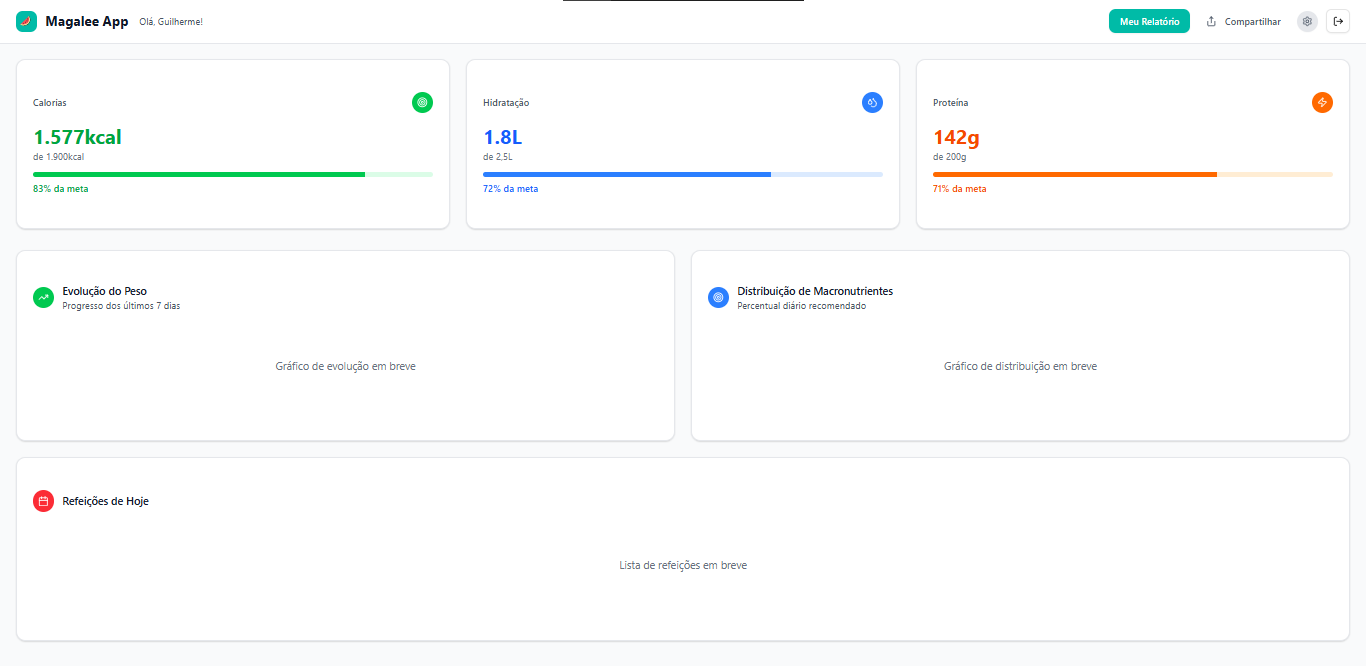 Magalee App Olá, Guilherme! Meu Relatório Compartilhar
Calorias
1.577kcal
de 1.900kcal
83% da meta
Hidratação
1.8L
de 2,5L
72% da meta
Proteína
142g
de 200g
71% da meta
Evolução do Peso
Progresso dos últimos 7 dias
Gráfico de evolução em breve
Distribuição de Macronutrientes
Percentual diário recomendado
Gráfico de distribuição em breve
Refeições de Hoje
Lista de refeições em breve